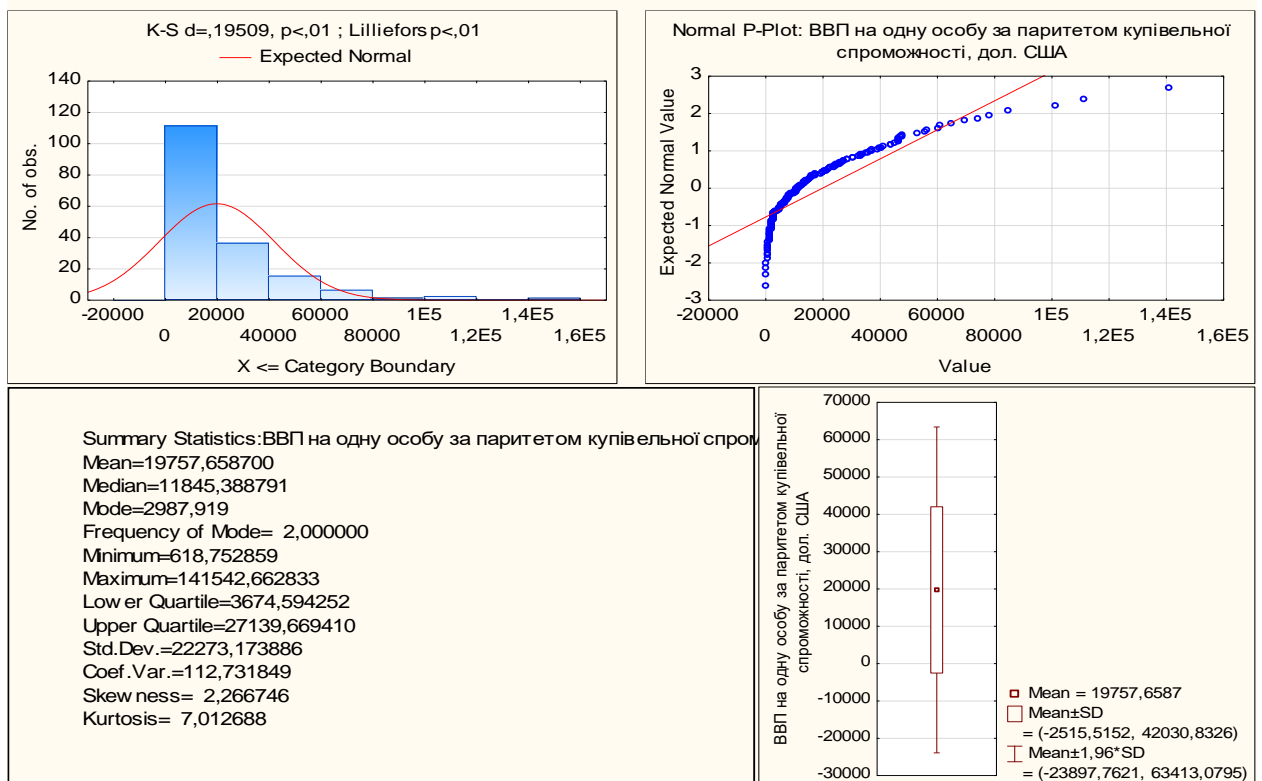 K-S d=,19509, p<,01 ; Lilliefors p<,01
Expected Normal
140
120
100
80
60
40
20
0
No. of obs.
-20000 20000 60000 1E5 1,4E5
0 40000 80000 1,2E5 1,6E5
X <= Category Boundary
Normal P-Plot: ВВП на одну особу за паритетом купівельної
спроможності, дол. США
3
2
1
0
-1
-2
-3
Expected Normal Value
-20000 20000 60000 1E5 1,4E5
0 40000 80000 1,2E5 1,6E5
Value
Summary Statistics:ВВП на одну особу за паритетом купівельної спром
Mean=19757,658700
Median=11845,388791
Mode=2987,919
Frequency of Mode= 2,000000
Minimum=618,752859
Maximum=141542,662833
Lower Quartile=3674,594252
Upper Quartile=27139,669410
Std.Dev.=22273,173886
Coef.Var.=112,731849
Skewness= 2,266746
Kurtosis= 7,012688
ВВП на одну особу за паритетом купівельної
спроможності, дол. США
70000
60000
50000
40000
30000
20000
10000
0
-10000
-20000
-30000
Mean = 19757,6587
Mean±SD
= (-2515,5152, 42030,8326)
Mean±1,96*SD
= (-23897,7621, 63413,0795)